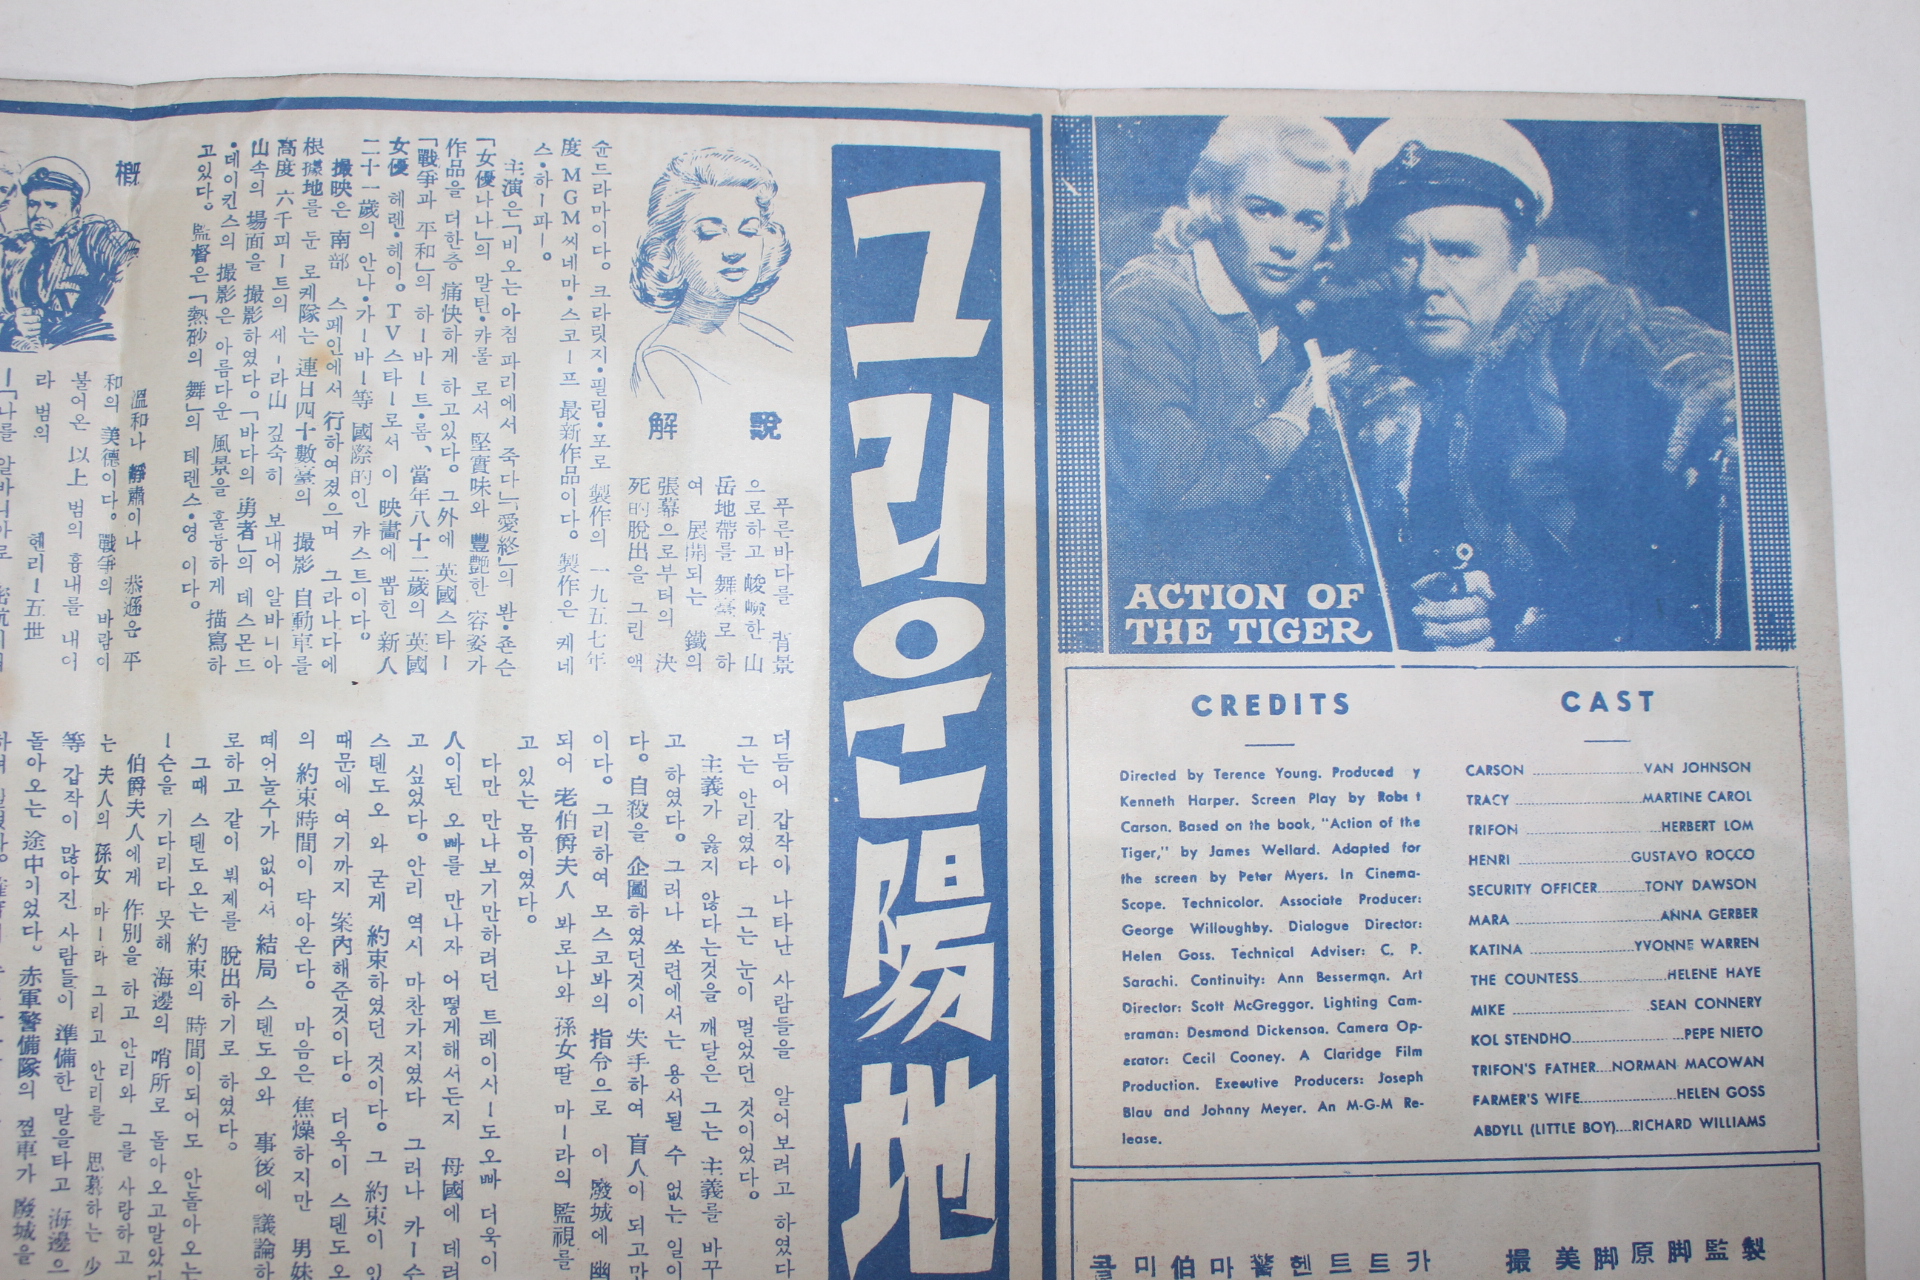 그리운 陽地
ACTION OF
THE TIGER
CREDITS
Directed by Terence Young. Produced
Kenneth Harper. Screen Play by Robert
Carson. Based on the book, "Action of the
Tiger," by James Wellard. Adapted for
the screen by Peter Myers. In Cinema-
Scope. Technicolor. Associate Producer:
George Willoughby. Dialogue Director:
Helen Goss. Technical Adviser: C. P.
Sarachi. Continuity: Ann Besserman. Art
Director: Scott McGreggor. Lighting Cam-
eraman: Desmond Dickenson. Camera Op-
erator: Cecil Cooney. A Claridge Film
Production. Executive Producers: Joseph
Blau and Johnny Meyer. An M-G-M Re-
lease.
CAST
CARSON VAN JOHNSON
TRACY MARTINE CAROL
TRIFON HERBERT LOM
HENRI GUSTAVO ROCCO
SECURITY OFFICER TONY DAWSON
MARA ANNA GERBER
KATINA YVONNE WARREN
THE COUNTESS HELENE HAYE
MIKE SEAN CONNERY
KOL STENDHO PEPE NIETO
TRIFON'S FATHER NORMAN MACOWAN
FARMER'S WIFE HELEN GOSS
ABDYLL (LITTLE BOY) RICHARD WILLIAMS
製監脚原脚美撮
카트트헨警마伯미콜
解說
푸른바다를 背景
으로하고 峻嶮한 山
岳地帶를 舞臺로 하
여 展開되는 鐵의
張幕으로부터의 決
死的脫出을 그린 액
숀드라마이다. 크라릿지·필림·포로 製作의 一九五七年
度 MGM씨네마·스코ー프 最新作品이다. 製作은 케네
스·하ー파ー.
主演은 「비오는 아침 파리에서 죽다」 「愛終」의 봔·죤슨
「女優나나」의 말틴·캬롤 로서 堅實味와 豐艶한 容姿가
作品을 더한층 痛快하게 하고있다. 그外에 英國스타ー
「戰爭과 平和」의 하ー바ー트·롬、當年八十二歲의 英國
女優 헤렌·헤이。TV스타ー로서 이 映畵에 뽑힌 新人
二十一歲의 안나·가ー바ー等 國際的인 캬스트이다.
撮映은 南部 스페인에서 行하여졌으며 그라나다에
根據地를 둔 로케隊는 連日四十數臺의 撮影 自動車를
高度 六千피ー트의 세ー라山 깊숙히 보내어 알바니아
山속의 場面을 撮影하였다. 「바다의 勇者」의 데스몬드
·데이킨스의 撮影은 아름다운 風景을 훌륭하게 描寫하
고있다. 監督은 「熱砂의 舞」의 테렌스·영 이다.
槪
溫和나 靜肅이나 恭遜은 平
和의 美德이다. 戰爭의 바람이
불어온 以上 범의 흉내를 내어
라 범의
헨리ー五世
더듬어 갑작이 나타난 사람들을 알어보려고 하였다
그는 안리였다 그는 눈이 멀었던 것이었다.
主義가 옳지 않다는것을 깨달은 그는 主義를 바꾸
고 하였다. 그러나 쏘련에서는 용서될 수 없는 일이
다. 自殺을 企圖하였던것이 失手하여 盲人이 되고만
이다. 그리하여 모스코봐의 指令으로 이 廢城에 幽
되어 老伯爵夫人 봐로나와 孫女딸 마ー라의 監視를
고 있는 몸이였다.
다만 만나보기만하려던 트레이시ー도오빠 더욱이
人이된 오빠를 만나자 어떻게해서든지 母國에 데려
고 싶었다. 안리 역시 마찬가지였다 그러나 카ー슨
스텐도오 와 굳게 約束하였던 것이다. 그 約束이 있
때문에 여기까지 案內해준것이다. 더욱이 스텐도오
의 約束時間이 닥아온다. 마음은 焦燥하지만 男妹
떼어놀수가 없어서 結局 스텐도오와 事後에 議論하
로하고 같이 뷔제를 脫出하기로 하였다.
그때 스텐도오는 約束의 時間이되어도 안돌아오는
ー슨을 기다리다 못해 海邊의 哨所로 돌아오고말았다
伯爵夫人에게 作別을 하고 안리와 그를 사랑하고
는 夫人의 孫女 마ー라 그리고 안리를 思慕하는 少
等 갑작이 많아진 사람들이 準備한 말을타고 海邊으
돌아오는 途中이었다. 赤軍警備隊의 찦車가 廢城을